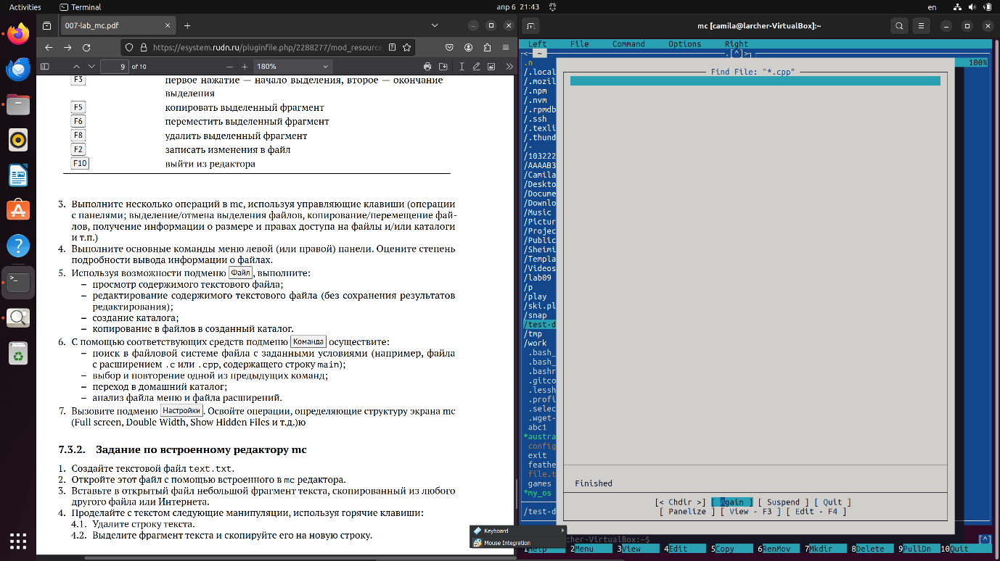 Activities
Terminal
апр 6 21:43
en
007-lab_mc.pdf
https://esystem.rudn.ru/pluginfile.php/2288277/mod_resource
9 of 10
180%
F3 первое нажатие — начало выделения, второе — окончание
выделения
F5 копировать выделенный фрагмент
F6 переместить выделенный фрагмент
F8 удалить выделенный фрагмент
F2 записать изменения в файл
F10 выйти из редактора
3. Выполните несколько операций в mc, используя управляющие клавиши (операции
с панелями; выделение/отмена выделения файлов, копирование/перемещение фай-
лов, получение информации о размере и правах доступа на файлы и/или каталоги
и т.п.)
4. Выполните основные команды меню левой (или правой) панели. Оцените степень
подробности вывода информации о файлах.
5. Используя возможности подменю Файл, выполните:
– просмотр содержимого текстового файла;
– редактирование содержимого текстового файла (без сохранения результатов
редактирования);
– создание каталога;
– копирование в файлов в созданный каталог.
6. С помощью соответствующих средств подменю Команда осуществите:
– поиск в файловой системе файла с заданными условиями (например, файла
с расширением .c или .cpp, содержащего строку main);
– выбор и повторение одной из предыдущих команд;
– переход в домашний каталог;
– анализ файла меню и файла расширений.
7. Вызовите подменю Настройки. Освойте операции, определяющие структуру экрана mc
(Full screen, Double Width, Show Hidden Files и т.д.)ю
7.3.2. Задание по встроенному редактору mc
1. Создайте текстовой файл text.txt.
2. Откройте этот файл с помощью встроенного в mc редактора.
3. Вставьте в открытый файл небольшой фрагмент текста, скопированный из любого
другого файла или Интернета.
4. Проделайте с текстом следующие манипуляции, используя горячие клавиши:
4.1. Удалите строку текста.
4.2. Выделите фрагмент текста и скопируйте его на новую строку.
Keyboard
Mouse Integration
mc [camila@larcher-VirtualBox]:~
Left File Command Options Right
<- ~ .[^]>
.n
100%
Find File: "*.cpp"
/.local
/.mozil
/.npm
/.nvm
/.rpmdb
/.ssh
/.texli
/.thund
/-
/103222
/AAAAB3
/Camila
/Deskto
/Docume
/Downlo
/Music
/Pictur
/Projec
/Public
/Sheimi
/Templa
/Videos
/lab09
/p
/play
/ski.pl
/snap
/test-d
/tmp
/work
.bash_
.bash_
.bashr
.gitco
.lessh
.profi
.selec
.wget-
abc1
*austra
config
exit
feathe
file.t
games
*my_os
/test-d
Finished
[< Chdir >] [ Again ] [ Suspend ] [ Quit ]
[ Panelize ] [ View - F3 ] [ Edit - F4 ]
cher-VirtualBox:~$
[^]
1Help 2Menu 3View 4Edit 5Copy 6RenMov 7Mkdir 8Delete 9PullDn 10Quit